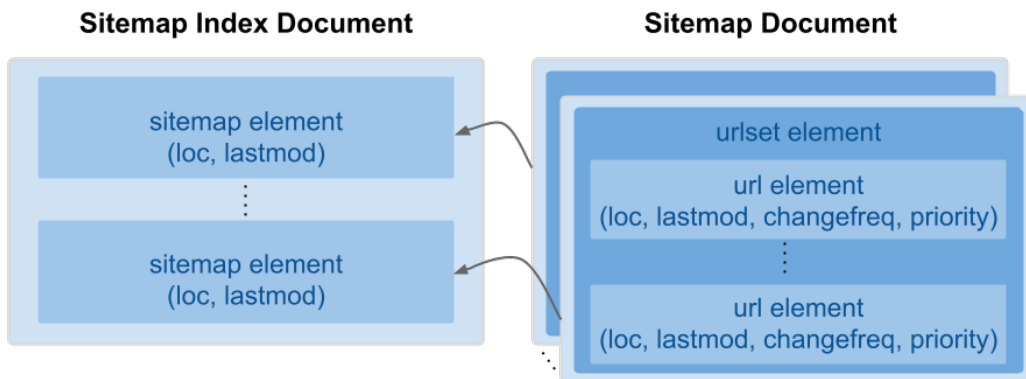 Sitemap Index Document
sitemap element
(loc, lastmod)
sitemap element
(loc, lastmod)
Sitemap Document
urlset element
url element
(loc, lastmod, changefreq, priority)
url element
(loc, lastmod, changefreq, priority)